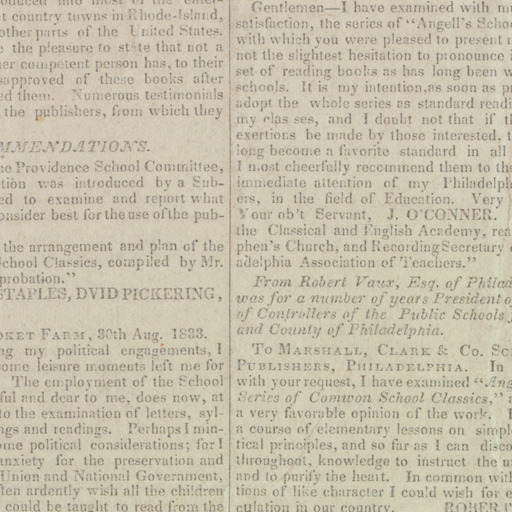 t country towns in Rhode-Island,
other parts of the United States.
e the pleasure to state that not a
er competent person has, to their
sapproved of these books after
ed them. Numerous testimonials
the publishers, from which they
MMENDATIONS.
he Providence School Committee,
tion was introduced by a Sub-
ed to examine and report what
onsider best for the use of the pub-
the arrangement and plan of the
chool Classics, compiled by Mr.
probation."
STAPLES, DVID PICKERING,
OKET FARM, 30th Aug. 1833.
ng my political engagements, I
ome leisure moments left me for
The employment of the School
ful and dear to me, does now, at
to the examination of letters, syl-
ngs and readings. Perhaps I min-
ome political considerations; for I
anxiety for the preservation and
Union and National Government,
ten ardently wish all the children
could be taught to read from the
Gentlemen—I have examined with m
satisfaction, the series of "Angell's Scho
with which you were pleased to present
not the slightest hesitation to pronounce
set of reading books as has long been
schools. It is my intention, as soon as
adopt the whole series as standard readi
my classes, and I doubt not that if th
exertions be made by those interested,
long become a favorite standard in all
I most cheerfully recommend them to the
immediate attention of my Philadelph
ers, in the field of Education. Very
Your ob't Servant, J. O'CONNER.
the Classical and English Academy, rea
phen's Church, and Recording Secretary
adelphia Association of Teachers."
From Robert Vaux, Esq. of Philad
was for a number of years President o
of Controllers of the Public Schools
and County of Philadelphia.
To MARSHALL, CLARK & Co. SC
PUBLISHERS, PHILADELPHIA. In
with your request, I have examined "Ang
Series of Comwon School Classics,"
a very favorable opinion of the work.
a course of elementary lessons on simpl
tical principles, and so far as I can disco
throughout, knowledge to instruct the u
and to purify the heart. In common wit
tions of like character I could wish for
culation in our country. ROBERT